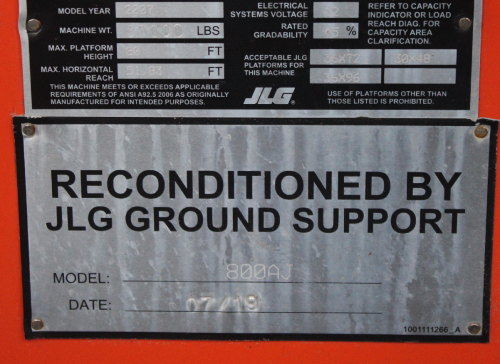 MODEL YEAR
ELECTRICAL SYSTEMS VOLTAGE
REFER TO CAPACITY INDICATOR OR LOAD REACH DIAG. FOR CAPACITY AREA CLARIFICATION.
MACHINE WT. LBS
RATED GRADABILITY %
MAX. PLATFORM HEIGHT FT
MAX. HORIZONTAL REACH FT
ACCEPTABLE JLG PLATFORMS FOR THIS MACHINE
36X72
36X96
THIS MACHINE MEETS OR EXCEEDS APPLICABLE
REQUIREMENTS OF ANSI A92.5 2006 AS ORIGINALLY
MANUFACTURED FOR INTENDED PURPOSES.
JLG®
USE OF PLATFORMS OTHER THAN
THOSE LISTED IS PROHIBITED.
RECONDITIONED BY
JLG GROUND SUPPORT
MODEL: 800AJ
DATE: 07/19
1001111266_A